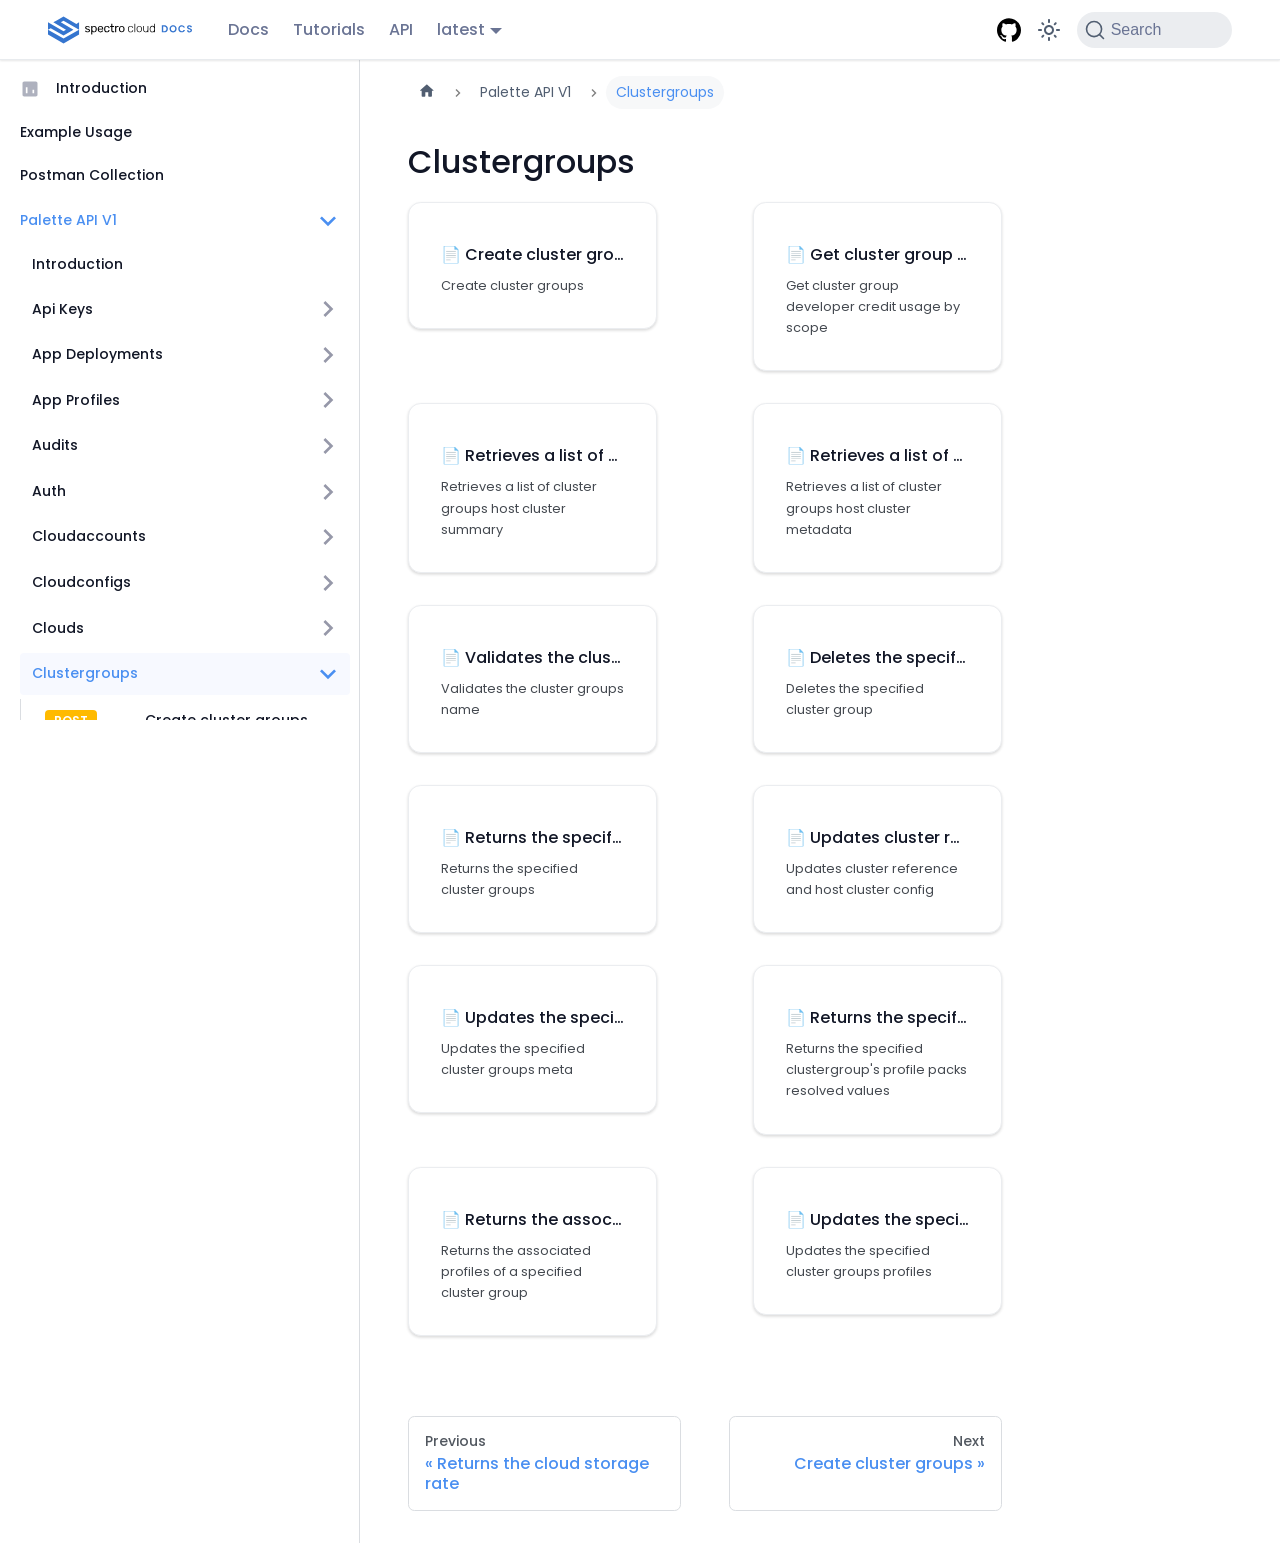 spectro cloud DOCS
Docs
Tutorials
API
latest
Search
Introduction
Example Usage
Postman Collection
Palette API V1
Introduction
Api Keys
App Deployments
App Profiles
Audits
Auth
Cloudaccounts
Cloudconfigs
Clouds
Clustergroups
POST Create cluster groups
Palette API V1
Clustergroups
Clustergroups
Create cluster gro...
Create cluster groups
Get cluster group ...
Get cluster group
developer credit usage by
scope
Retrieves a list of ...
Retrieves a list of cluster
groups host cluster
summary
Retrieves a list of ...
Retrieves a list of cluster
groups host cluster
metadata
Validates the clus...
Validates the cluster groups
name
Deletes the specif...
Deletes the specified
cluster group
Returns the specif...
Returns the specified
cluster groups
Updates cluster r...
Updates cluster reference
and host cluster config
Updates the speci...
Updates the specified
cluster groups meta
Returns the specif...
Returns the specified
clustergroup's profile packs
resolved values
Returns the assoc...
Returns the associated
profiles of a specified
cluster group
Updates the speci...
Updates the specified
cluster groups profiles
Previous
« Returns the cloud storage
rate
Next
Create cluster groups »